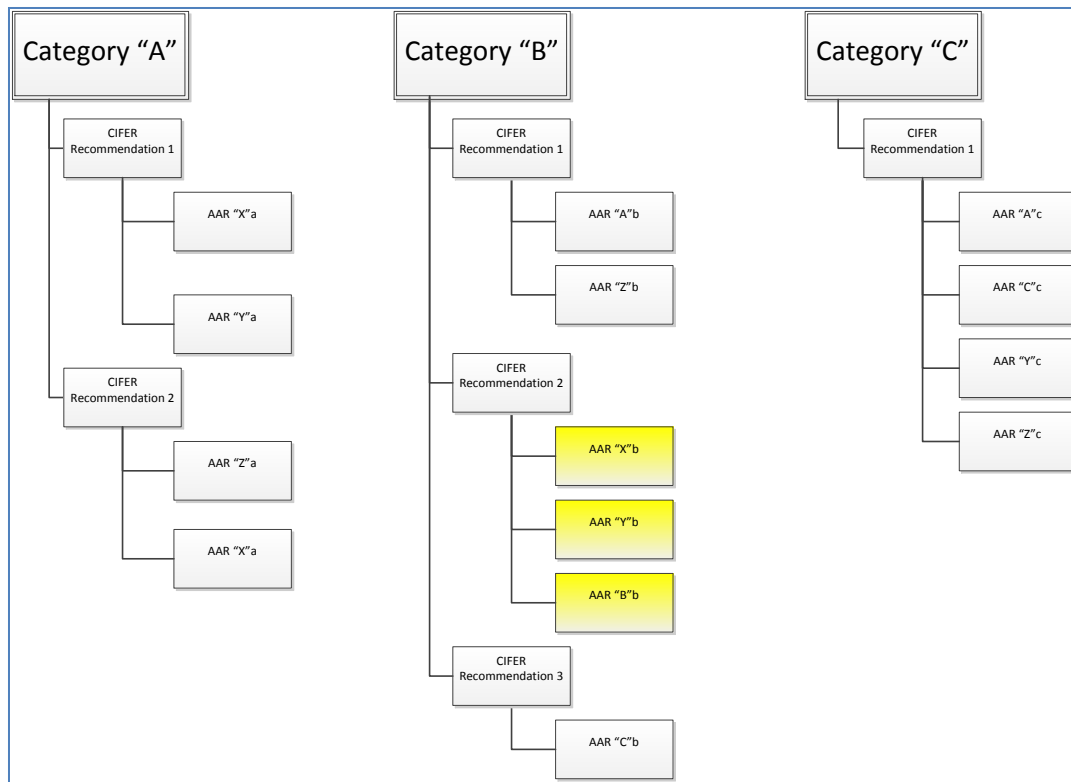 Category “A”
CIFER
Recommendation 1
AAR “X”a
AAR “Y”a
CIFER
Recommendation 2
AAR “Z”a
AAR “X”a
Category “B”
CIFER
Recommendation 1
AAR “A”b
AAR “Z”b
CIFER
Recommendation 2
AAR “X”b
AAR “Y”b
AAR “B”b
CIFER
Recommendation 3
AAR “C”b
Category “C”
CIFER
Recommendation 1
AAR “A”c
AAR “C”c
AAR “Y”c
AAR “Z”c